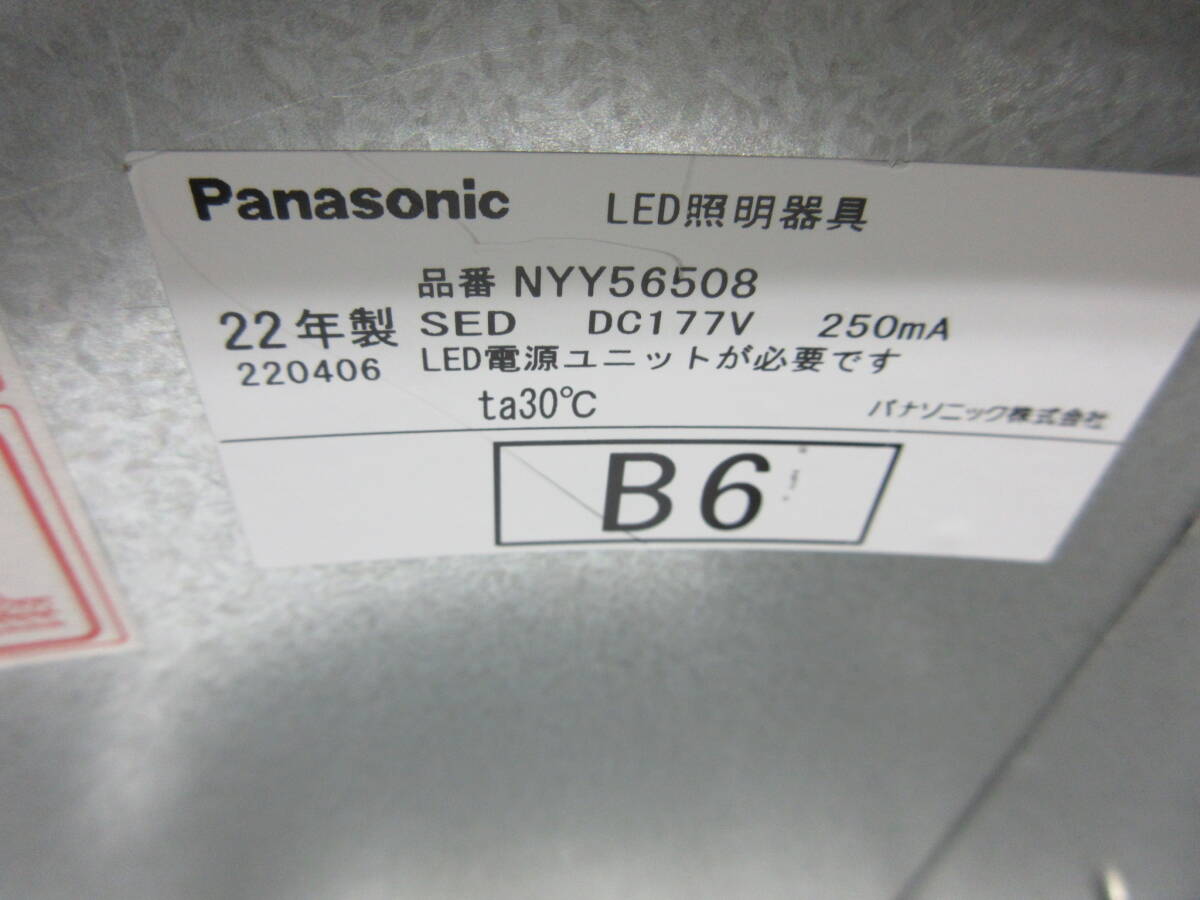 Panasonic LED照明器具
品番 NYY56508
22年製 SED DC177V 250mA
220406 LED電源ユニットが必要です
ta30℃ パナソニック株式会社
B6